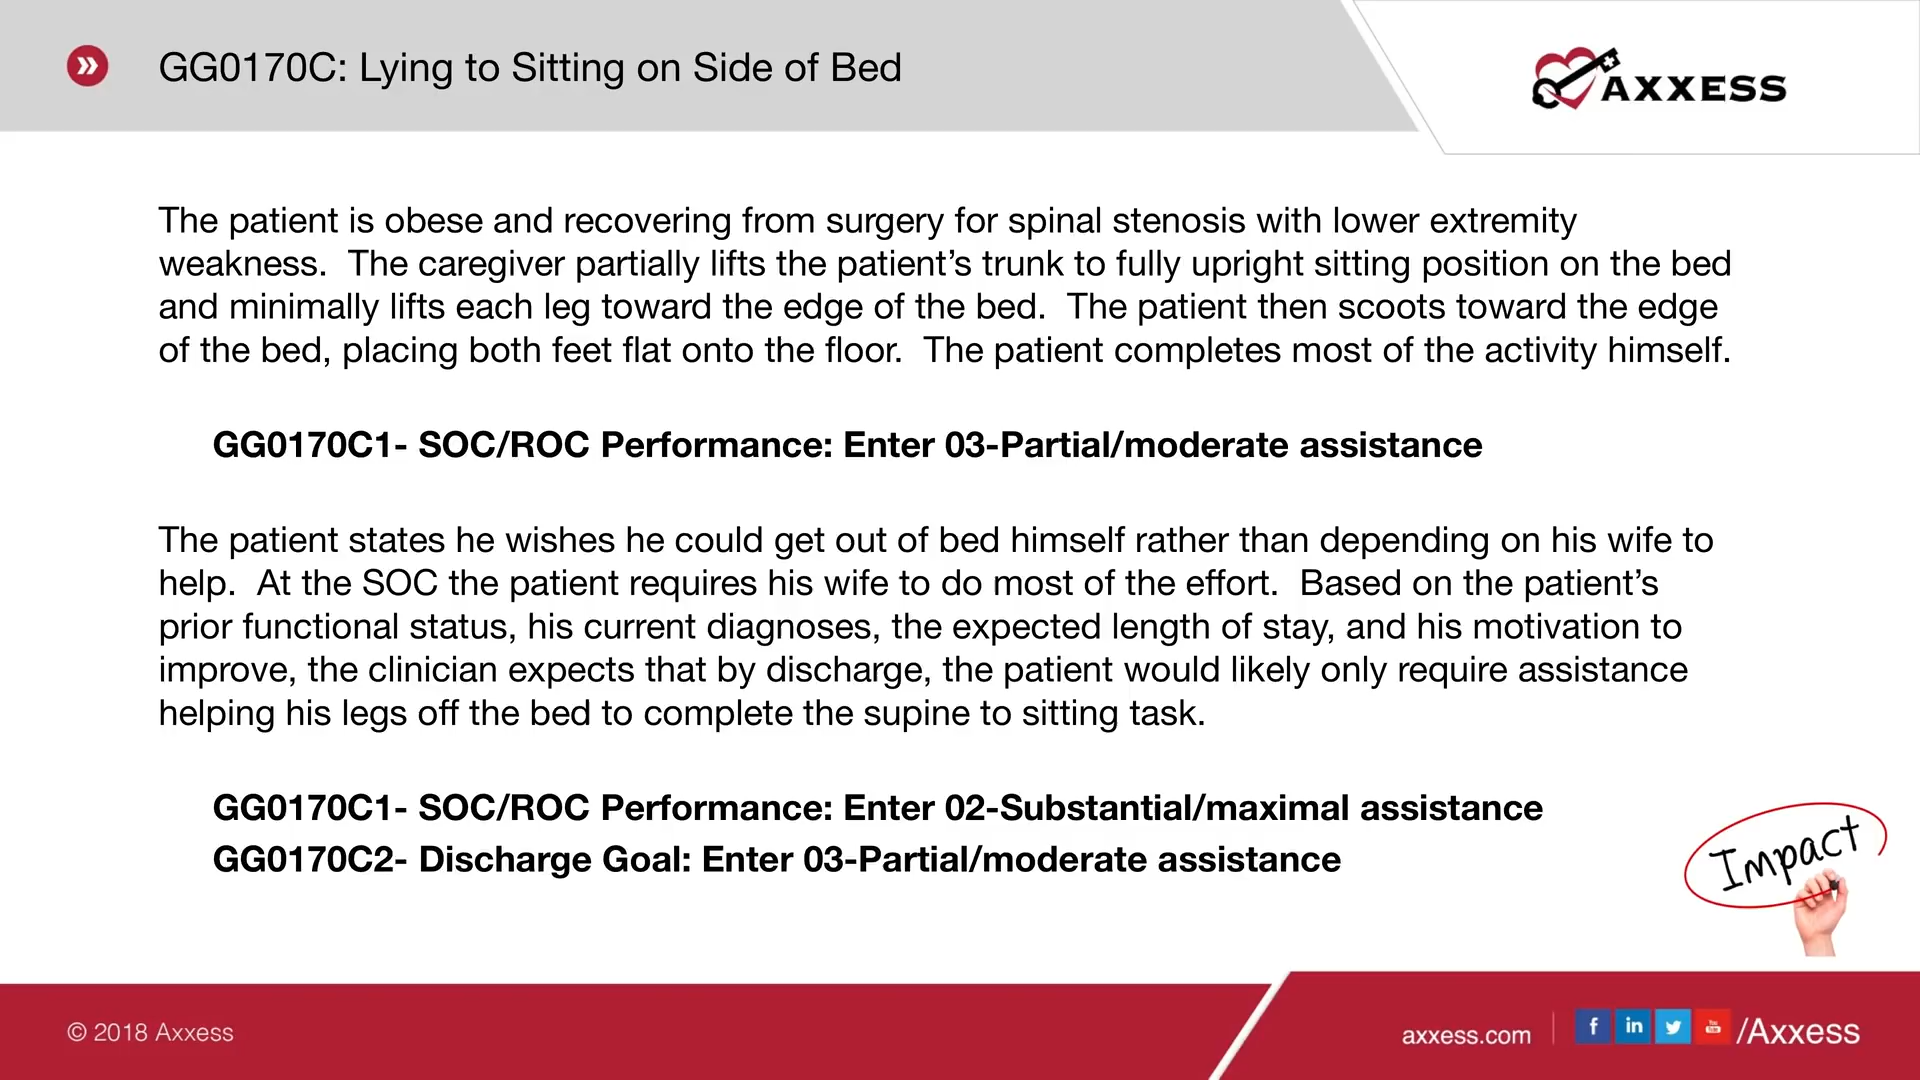 GG0170C: Lying to Sitting on Side of Bed
AXXESS
The patient is obese and recovering from surgery for spinal stenosis with lower extremity
weakness.  The caregiver partially lifts the patient’s trunk to fully upright sitting position on the bed
and minimally lifts each leg toward the edge of the bed.  The patient then scoots toward the edge
of the bed, placing both feet flat onto the floor.  The patient completes most of the activity himself.
GG0170C1- SOC/ROC Performance: Enter 03-Partial/moderate assistance
The patient states he wishes he could get out of bed himself rather than depending on his wife to
help.  At the SOC the patient requires his wife to do most of the effort.  Based on the patient’s
prior functional status, his current diagnoses, the expected length of stay, and his motivation to
improve, the clinician expects that by discharge, the patient would likely only require assistance
helping his legs off the bed to complete the supine to sitting task.
GG0170C1- SOC/ROC Performance: Enter 02-Substantial/maximal assistance
GG0170C2- Discharge Goal: Enter 03-Partial/moderate assistance
Impact
© 2018 Axxess
axxess.com
f in You /Axxess